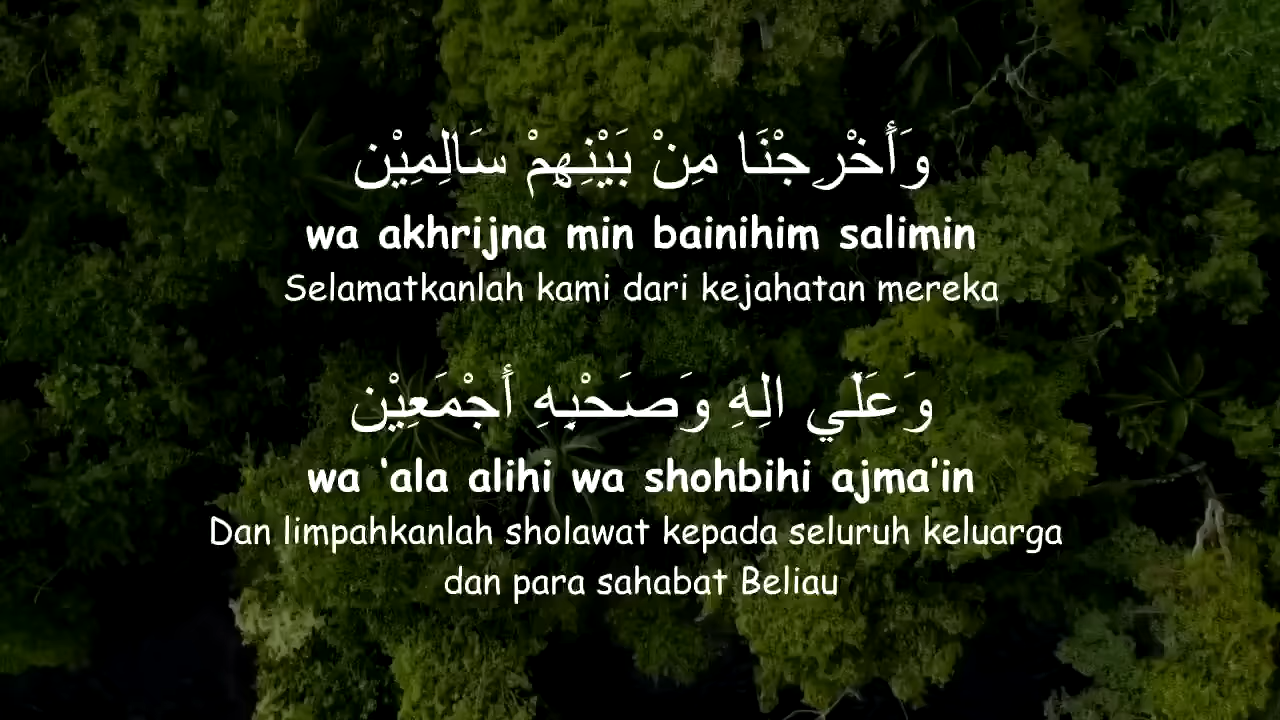 وَأَخْرِجْنَا مِنْ بَيْنِهِمْ سَالِمِيْن
wa akhrijna min bainihim salimin
Selamatkanlah kami dari kejahatan mereka
وَعَلَي الِهِ وَصَحْبِهِ أَجْمَعِيْن
wa ‘ala alihi wa shohbihi ajma’in
Dan limpahkanlah sholawat kepada seluruh keluarga
dan para sahabat Beliau